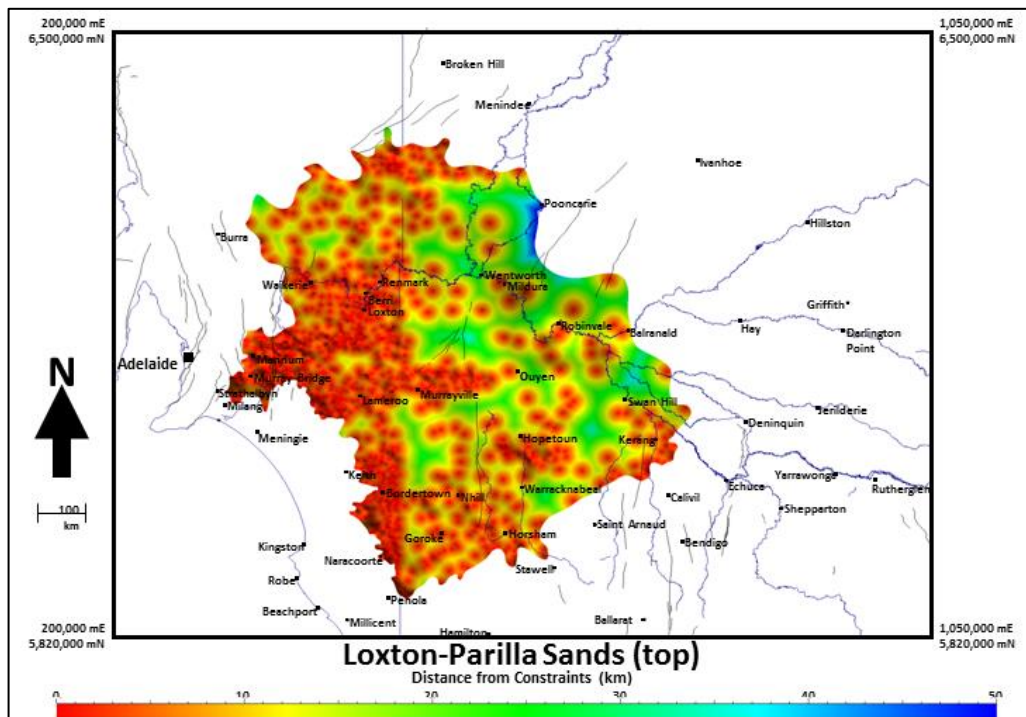 200,000 mE
6,500,000 mN
1,050,000 mE
6,500,000 mN
Broken Hill
Menindee
Ivanhoe
Pooncarie
Hillston
Burra
Waikerie
Renmark
Wentworth
Mildura
Berri
Loxton
Griffith
Robinvale
Balranald
Hay
Darlington
Point
Adelaide
Mannum
Murray Bridge
Ouyen
N
Strathalbyn
Milang
Lameroo
Murrayville
Swan Hill
Jerilderie
Meningie
Hopetoun
Kerang
Deninquin
Keith
Yarrawonga
Echuca
Rutherglen
Bordertown
Nhill
Warracknabeal
Calivil
100
km
Shepparton
Saint Arnaud
Goroke
Horsham
Bendigo
Kingston
Naracoorte
Stawell
Robe
Penola
Beachport
Millicent
Ballarat
Hamilton
200,000 mE
5,820,000 mN
1,050,000 mE
5,820,000 mN
Loxton-Parilla Sands (top)
Distance from Constraints (km)
0 10 20 30 40 50